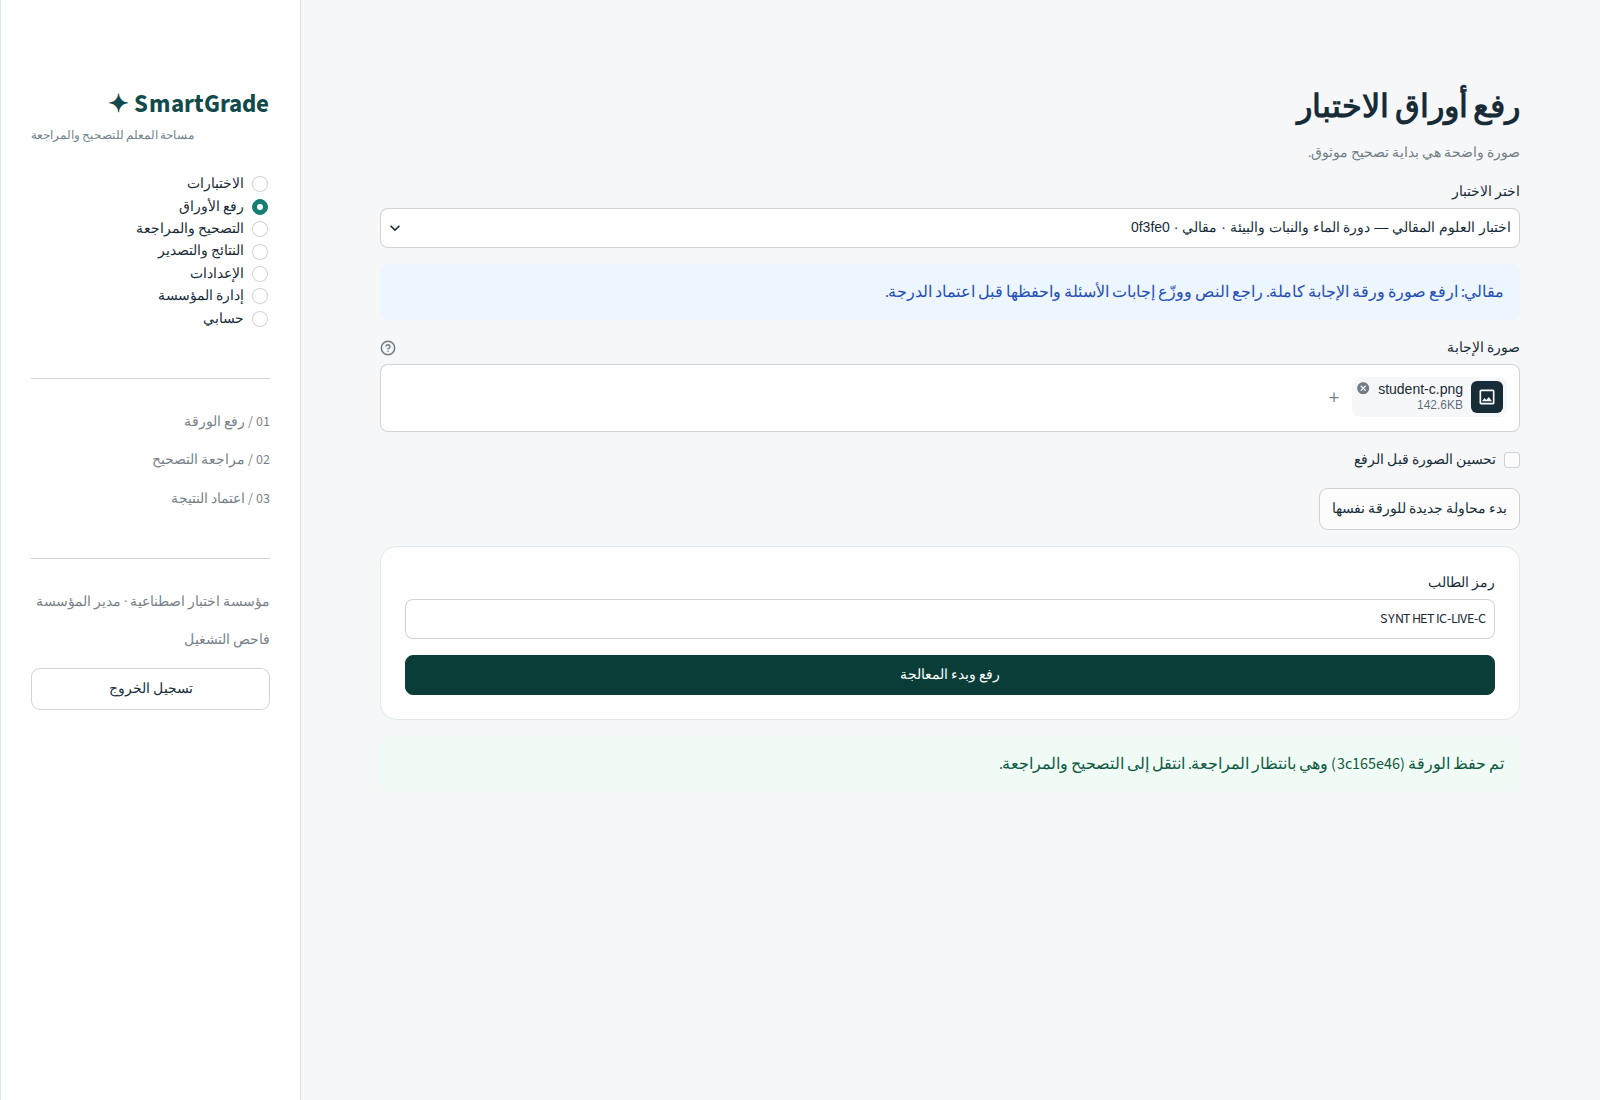 رفع أوراق الاختبار
صورة واضحة هي بداية تصحيح موثوق.
اختر الاختبار
اختبار العلوم المقالي — دورة الماء والنبات والبيئة · مقالي · 0f3fe0
مقالي: ارفع صورة ورقة الإجابة كاملة. راجع النص ووزّع إجابات الأسئلة واحفظها قبل اعتماد الدرجة.
صورة الإجابة
student-c.png
142.6KB
تحسين الصورة قبل الرفع
بدء محاولة جديدة للورقة نفسها
رمز الطالب
SYNTHETIC-LIVE-C
رفع وبدء المعالجة
تم حفظ الورقة (3c165e46) وهي بانتظار المراجعة. انتقل إلى التصحيح والمراجعة.
SmartGrade ✦
مساحة المعلم للتصحيح والمراجعة
الاختبارات
رفع الأوراق
التصحيح والمراجعة
النتائج والتصدير
الإعدادات
إدارة المؤسسة
حسابي
01 / رفع الورقة
02 / مراجعة التصحيح
03 / اعتماد النتيجة
مؤسسة اختبار اصطناعية · مدير المؤسسة
فاحص التشغيل
تسجيل الخروج